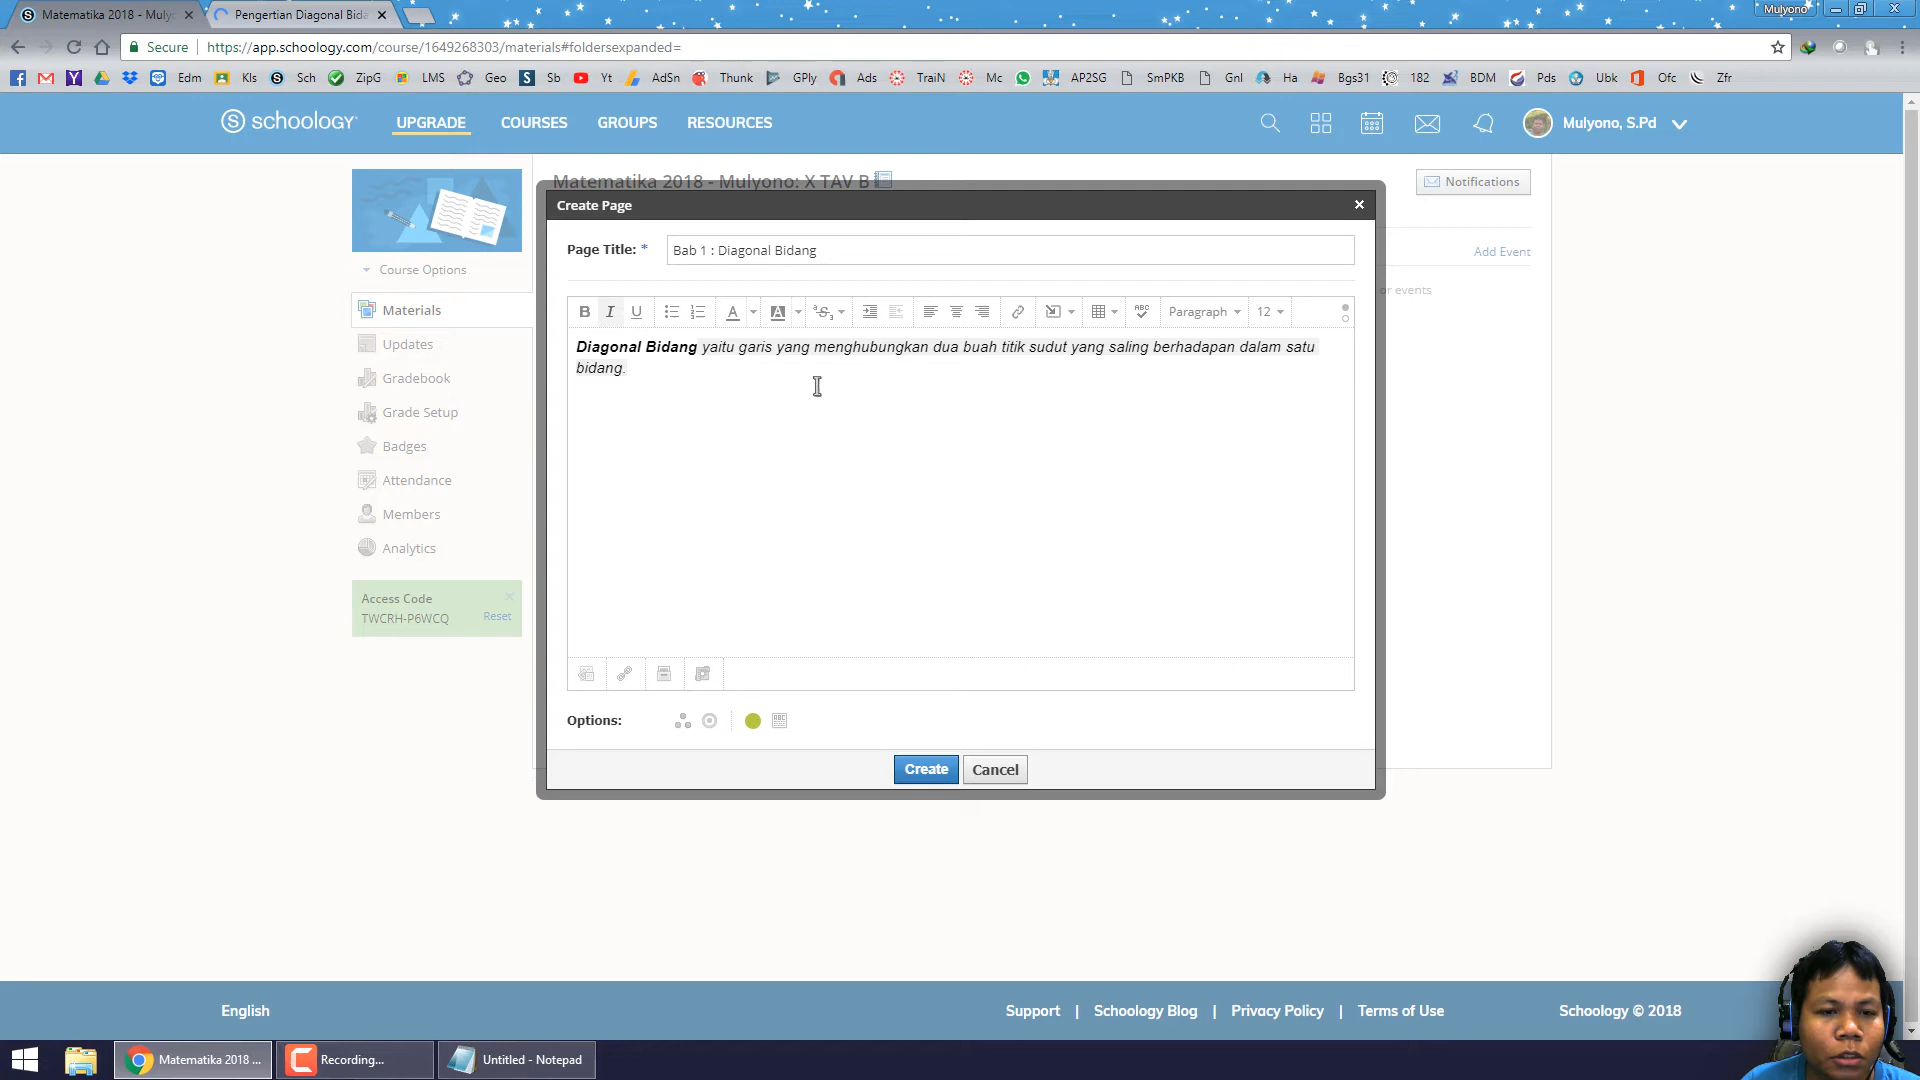 Matematika 2018 - Muly
Pengertian Diagonal Bida
Mulyono
Secure
https://app.schoology.com/course/1649268303/materials#foldersexpanded=
Edm
Kls
Sch
ZipG
LMS
Geo
Sb
Yt
AdSn
Thunk
GPly
Ads
TraiN
Mc
AP2SG
SmPKB
Gnl
Ha
Bgs31
182
BDM
Pds
Ubk
Ofc
Zfr
schoology
UPGRADE
COURSES
GROUPS
RESOURCES
Mulyono, S.Pd
Matematika 2018 - Mulyono: X TAV B
Notifications
Create Page
Page Title: *
Bab 1 : Diagonal Bidang
Add Event
Course Options
or events
Materials
Paragraph
12
Updates
Diagonal Bidang yaitu garis yang menghubungkan dua buah titik sudut yang saling berhadapan dalam satu
bidang.
Gradebook
Grade Setup
Badges
Attendance
Members
Analytics
Access Code
TWCRH-P6WCQ
Reset
Options:
Create
Cancel
English
Support | Schoology Blog | Privacy Policy | Terms of Use
Schoology © 2018
Matematika 2018 ...
Recording...
Untitled - Notepad